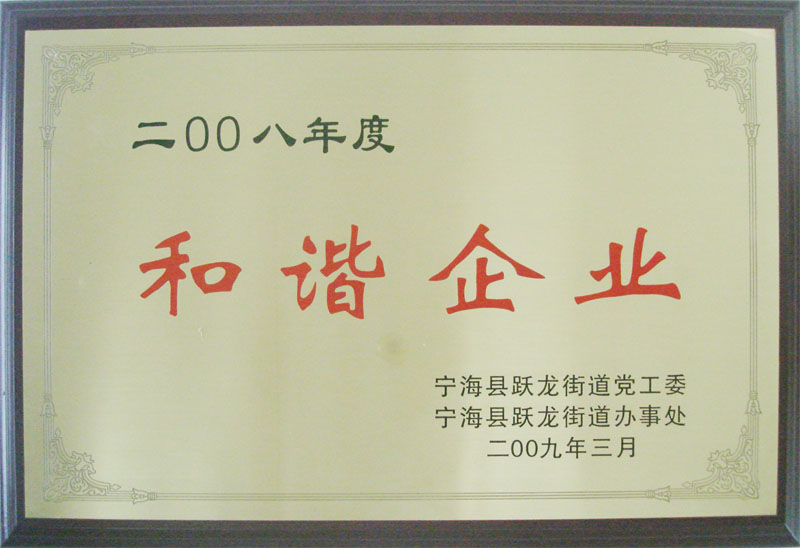 二00八年度
和谐企业
宁海县跃龙街道党工委
宁海县跃龙街道办事处
二00九年三月